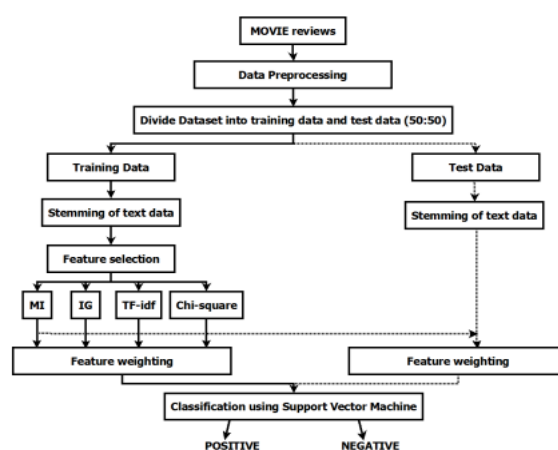 MOVIE reviews
Data Preprocessing
Divide Dataset into training data and test data (50:50)
Training Data
Test Data
Stemming of text data
Stemming of text data
Feature selection
MI
IG
TF-idf
Chi-square
Feature weighting
Feature weighting
Classification using Support Vector Machine
POSITIVE
NEGATIVE